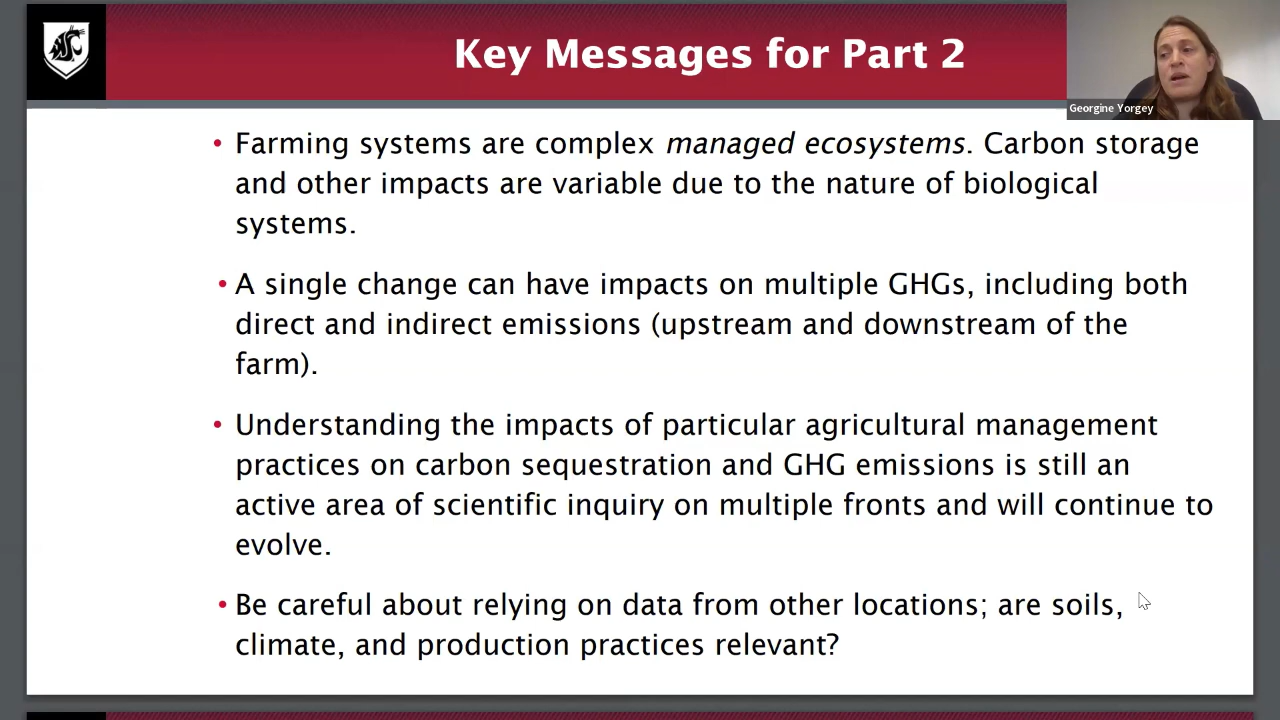 Key Messages for Part 2
Georgine Yorgey
• Farming systems are complex managed ecosystems. Carbon storage
and other impacts are variable due to the nature of biological
systems.
• A single change can have impacts on multiple GHGs, including both
direct and indirect emissions (upstream and downstream of the
farm).
• Understanding the impacts of particular agricultural management
practices on carbon sequestration and GHG emissions is still an
active area of scientific inquiry on multiple fronts and will continue to
evolve.
• Be careful about relying on data from other locations; are soils,
climate, and production practices relevant?